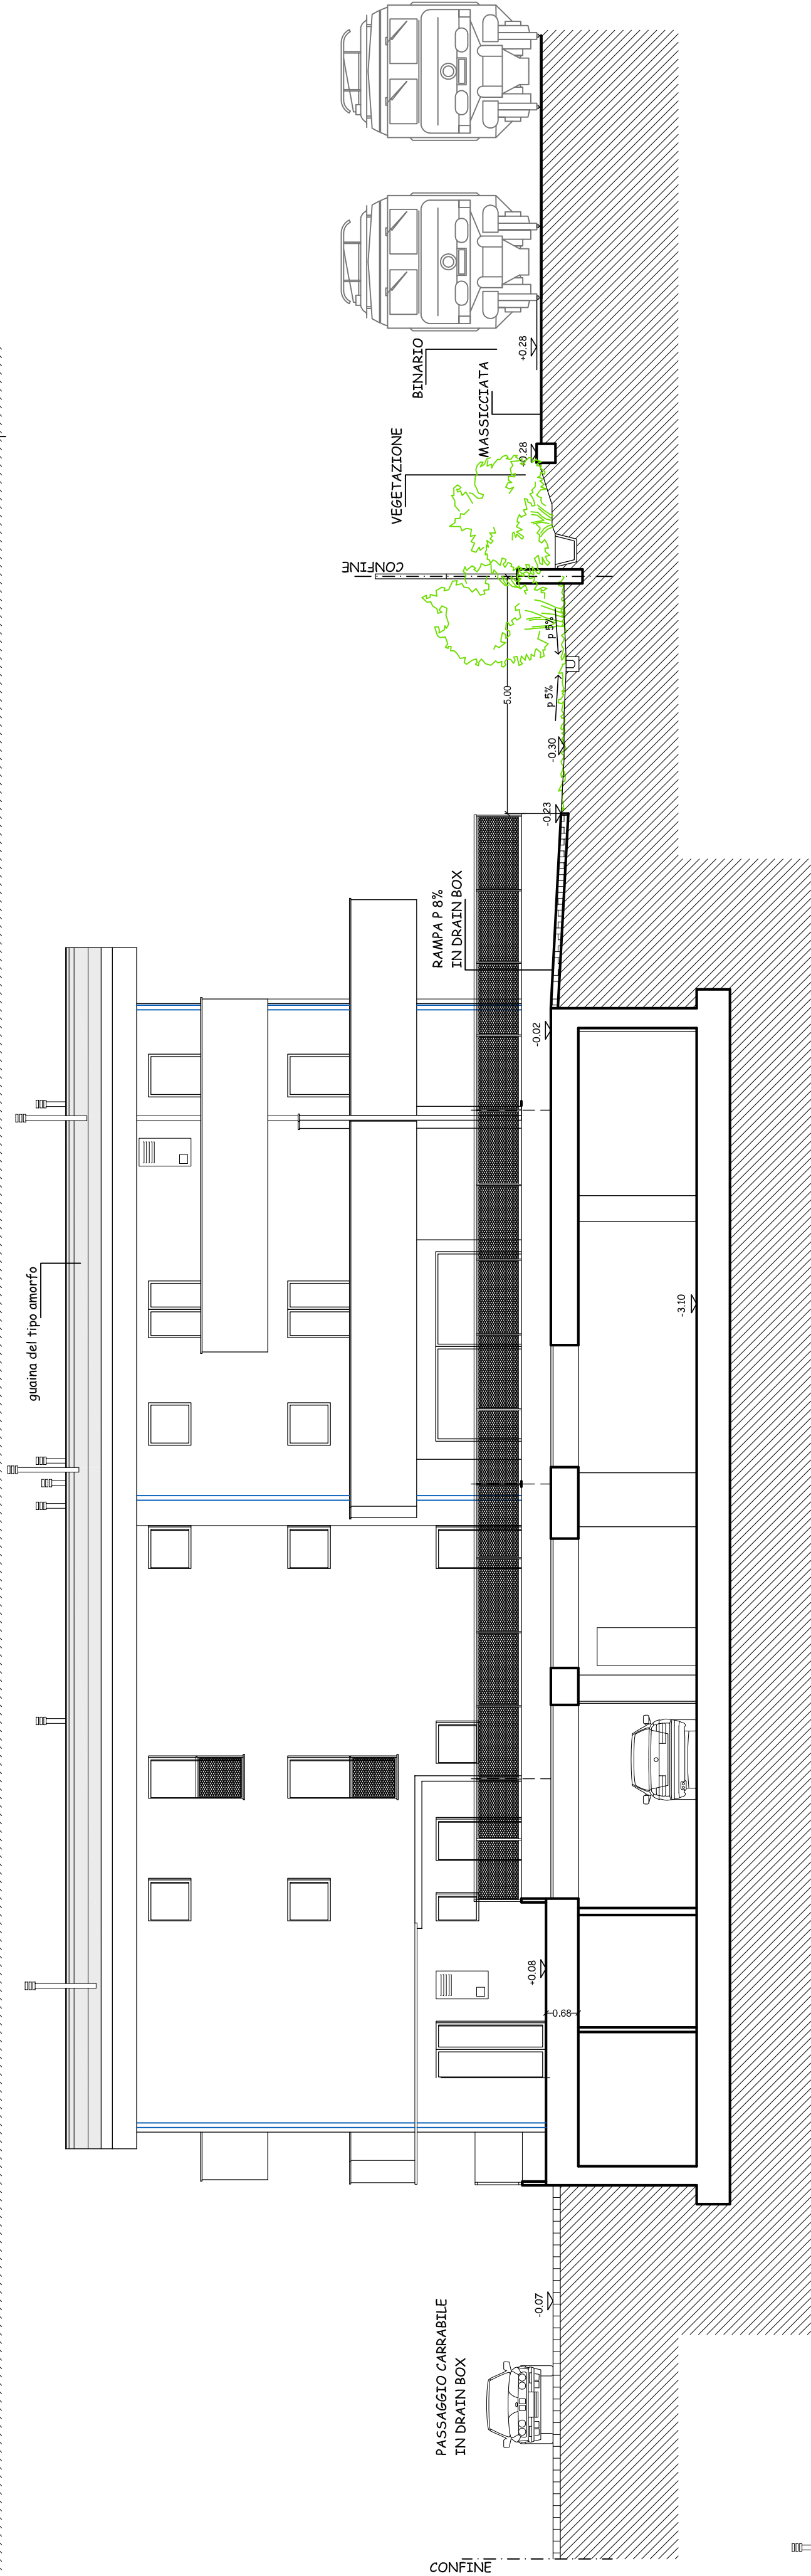 guaina del tipo amorfo
CONFINE
PASSAGGIO CARRABILE
IN DRAIN BOX
-0.07
+0.08
0.68
-3.10
-0.02
RAMPA P 8%
IN DRAIN BOX
-0.23
-0.30
5.00
p 5%
p 5%
CONFINE
VEGETAZIONE
+0.28
MASSICCIATA
BINARIO
+0.28